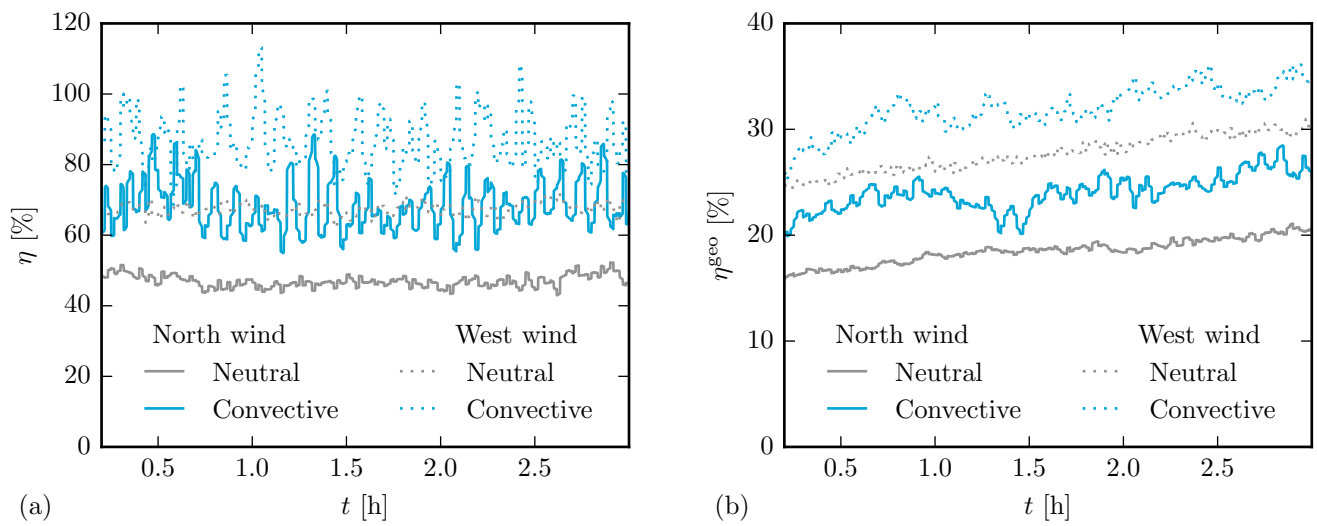 120
100
80
60
40
20
0
η [%]
0.5 1.0 1.5 2.0 2.5
t [h]
(a)
North wind West wind
Neutral Neutral
Convective Convective
40
30
20
10
0
η^geo [%]
0.5 1.0 1.5 2.0 2.5
t [h]
(b)
North wind West wind
Neutral Neutral
Convective Convective